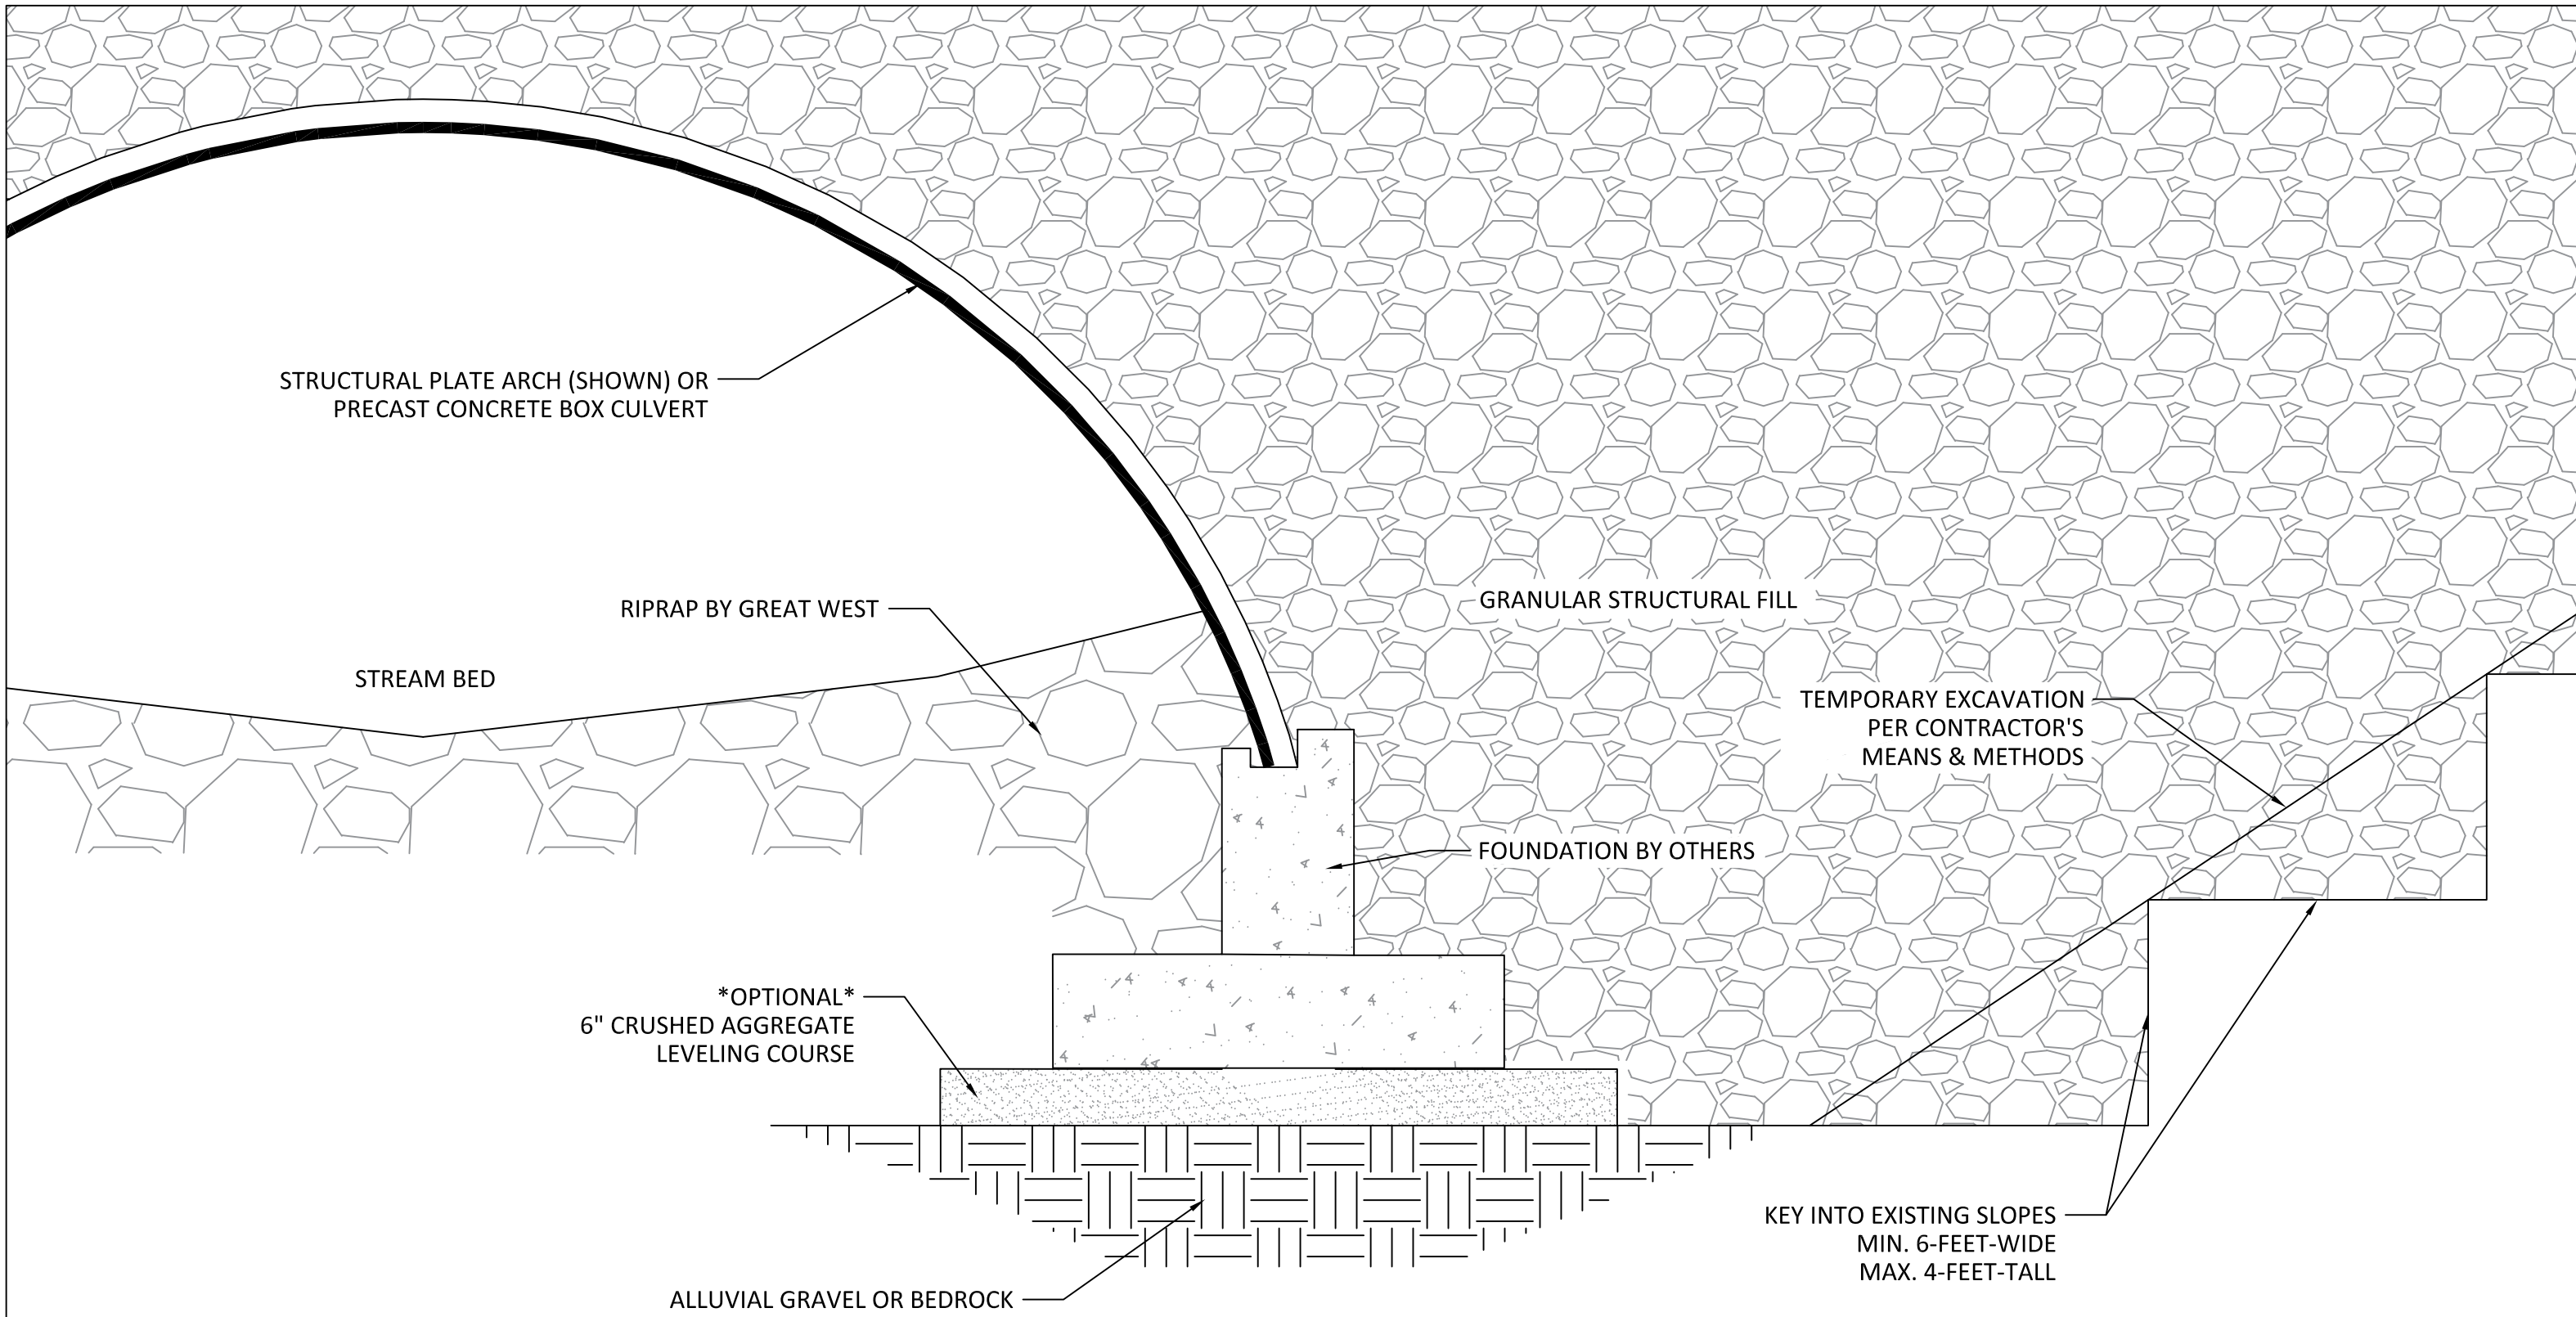 STRUCTURAL PLATE ARCH (SHOWN) OR
PRECAST CONCRETE BOX CULVERT
RIPRAP BY GREAT WEST
GRANULAR STRUCTURAL FILL
STREAM BED
TEMPORARY EXCAVATION
PER CONTRACTOR'S
MEANS & METHODS
FOUNDATION BY OTHERS
*OPTIONAL*
6" CRUSHED AGGREGATE
LEVELING COURSE
KEY INTO EXISTING SLOPES
MIN. 6-FEET-WIDE
MAX. 4-FEET-TALL
ALLUVIAL GRAVEL OR BEDROCK